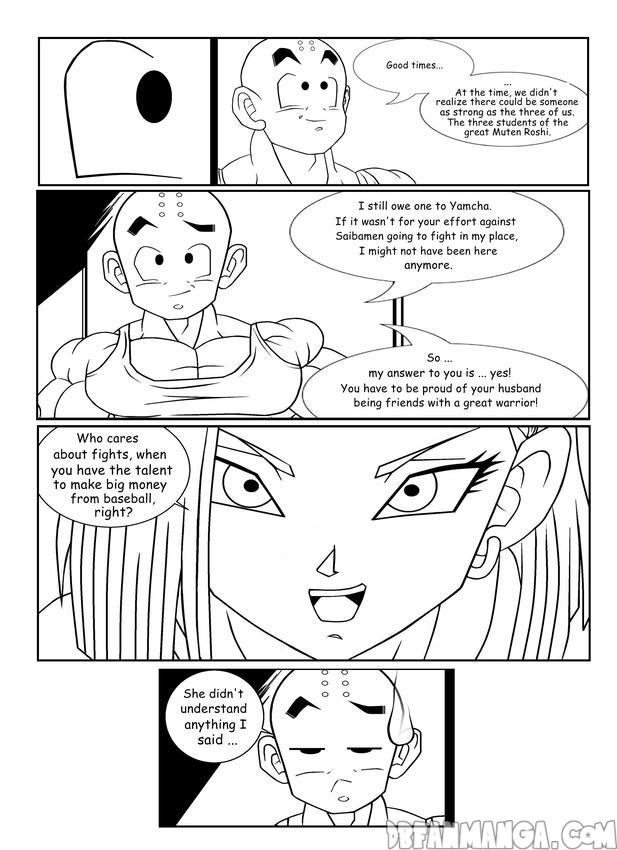 Good times...
...
At the time, we didn't
realize there could be someone
as strong as the three of us.
The three students of the
great Muten Roshi.
I still owe one to Yamcha.
If it wasn't for your effort against
Saibamen going to fight in my place,
I might not have been here
anymore.
So ...
my answer to you is ... yes!
You have to be proud of your husband
being friends with a great warrior!
Who cares
about fights, when
you have the talent
to make big money
from baseball,
right?
She didn't
understand
anything I
said ...
DBFANMANGA.COM